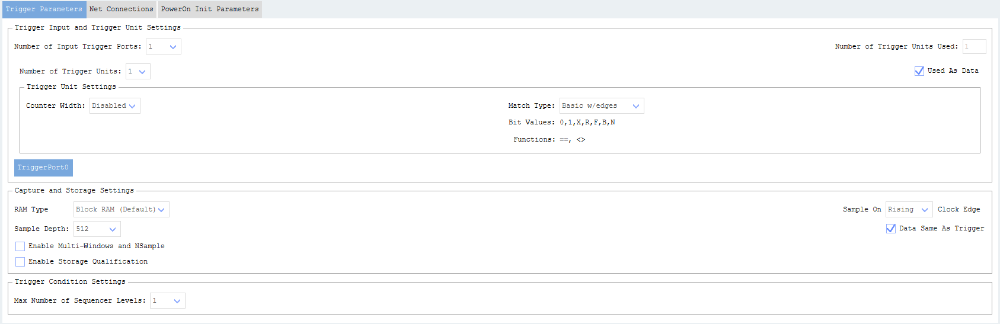 Trigger Parameters Net Connections PowerOn Init Parameters
Trigger Input and Trigger Unit Settings
Number of Input Trigger Ports: 1 Number of Trigger Units Used: 1
Number of Trigger Units: 1 Used As Data
Trigger Unit Settings
Counter Width: Disabled Match Type: Basic w/edges
Bit Values: 0,1,X,R,F,B,N
Functions: ==, <>
TriggerPort0
Capture and Storage Settings
RAM Type Block RAM (Default) Sample On Rising Clock Edge
Sample Depth: 512 Data Same As Trigger
Enable Multi-Windows and NSample
Enable Storage Qualification
Trigger Condition Settings
Max Number of Sequencer Levels: 1